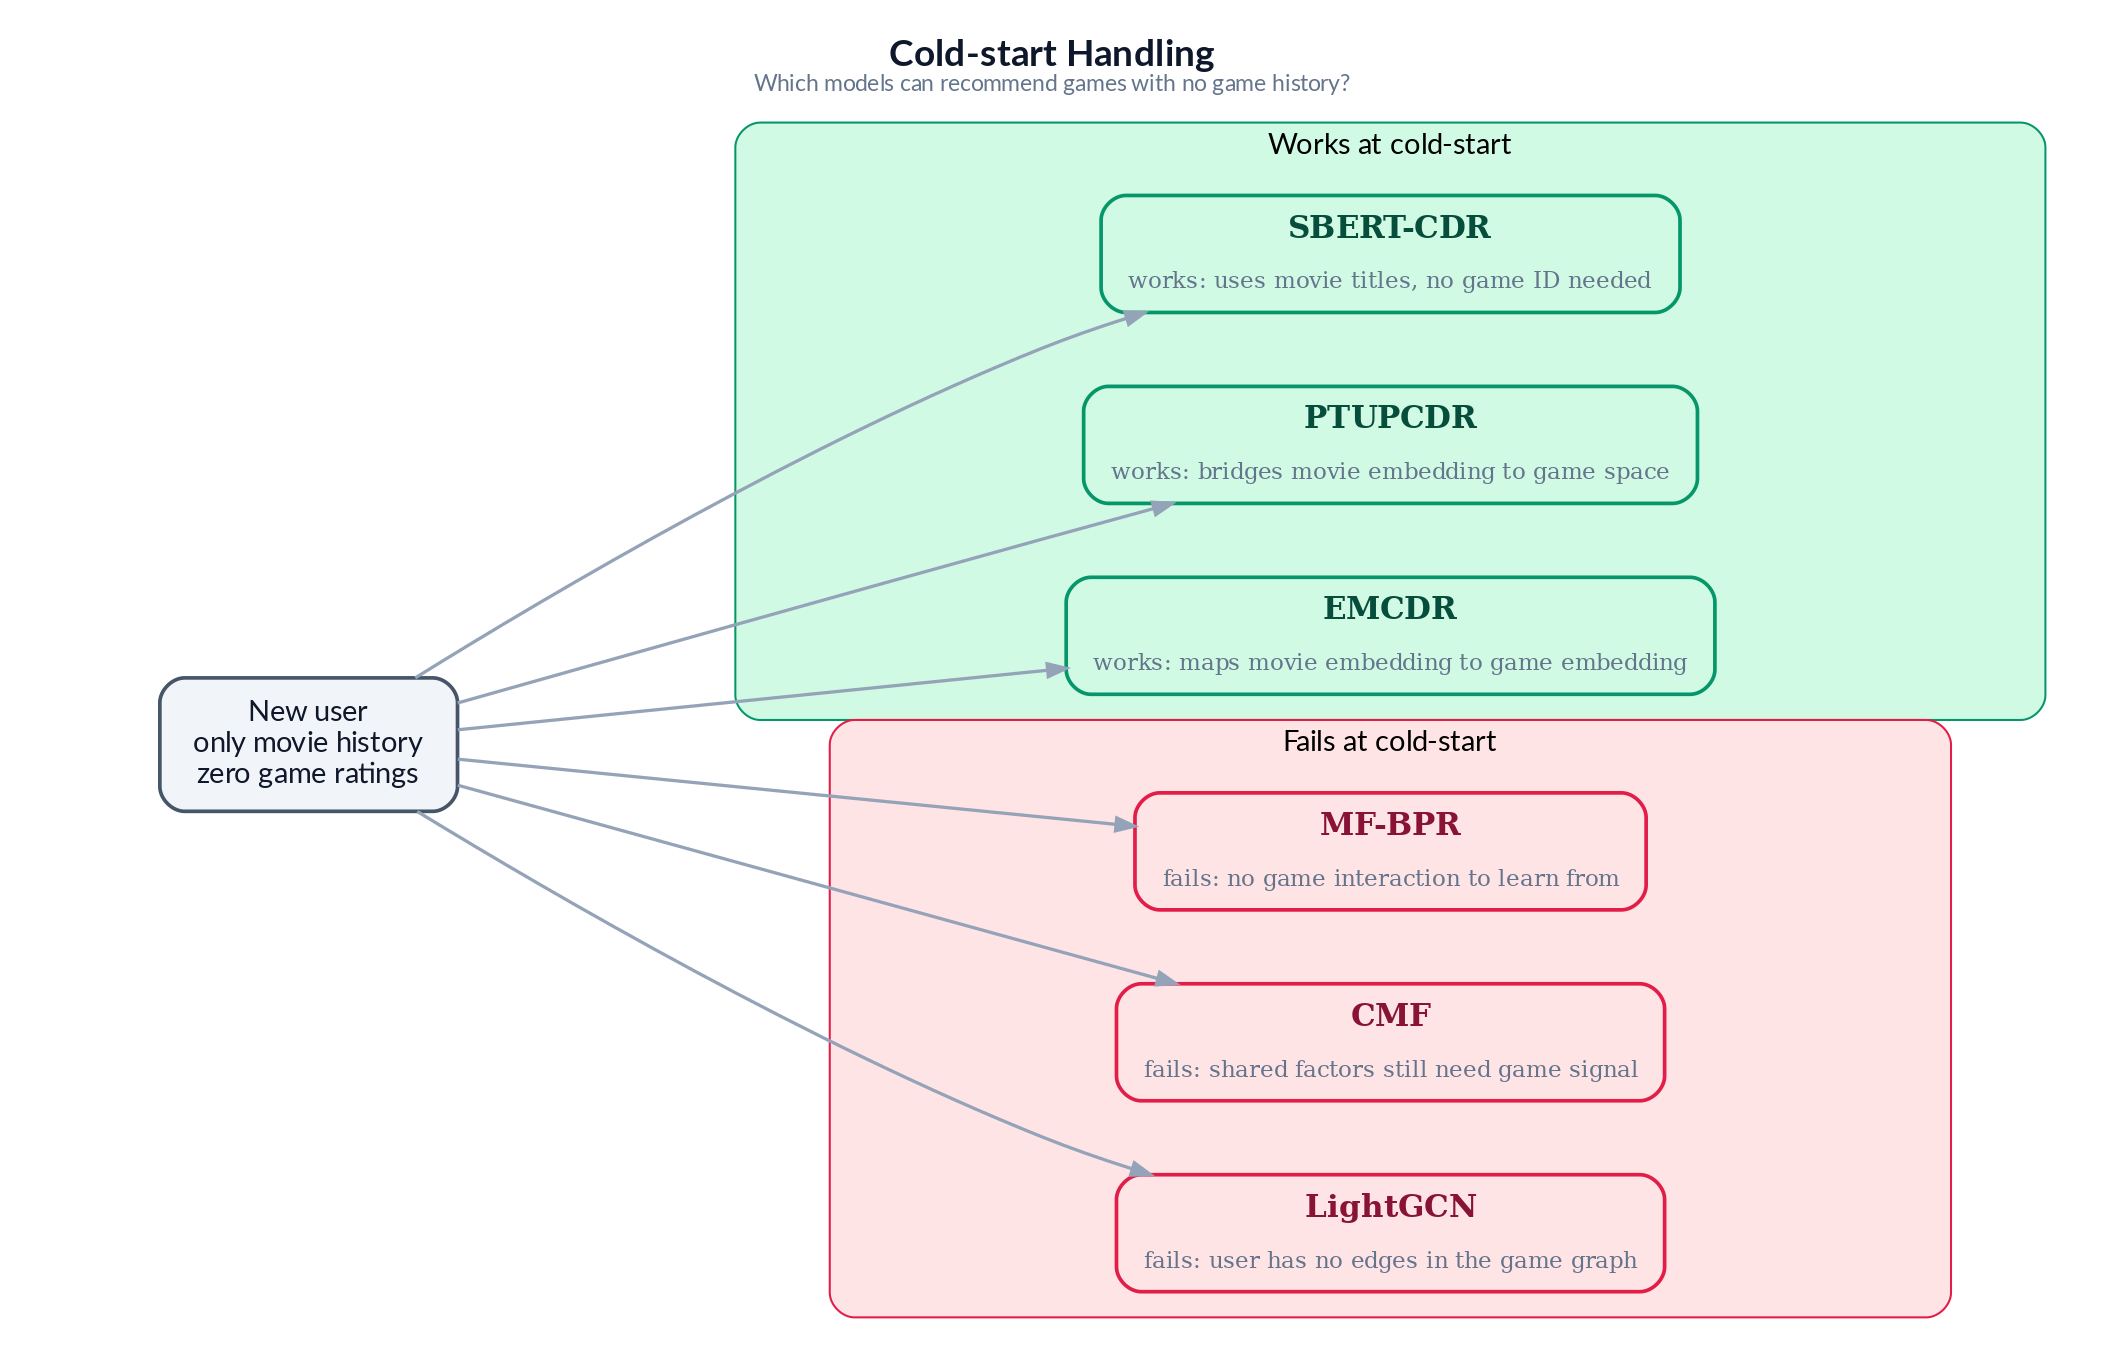 Cold-start Handling
Which models can recommend games with no game history?
Works at cold-start
SBERT-CDR
works: uses movie titles, no game ID needed
PTUPCDR
works: bridges movie embedding to game space
EMCDR
works: maps movie embedding to game embedding
New user
only movie history
zero game ratings
Fails at cold-start
MF-BPR
fails: no game interaction to learn from
CMF
fails: shared factors still need game signal
LightGCN
fails: user has no edges in the game graph